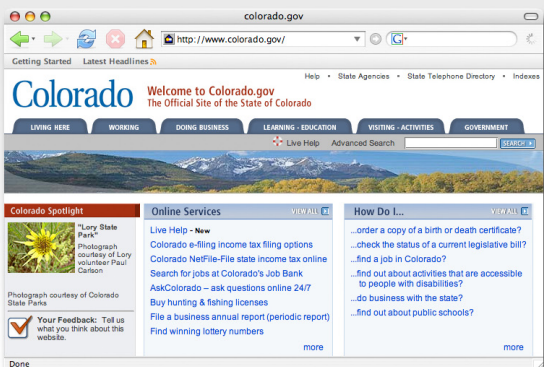 colorado.gov
http://www.colorado.gov/
G
Getting Started Latest Headlines
Help • State Agencies • State Telephone Directory • Indexes
Colorado
Welcome to Colorado.gov
The Official Site of the State of Colorado
LIVING HERE WORKING DOING BUSINESS LEARNING - EDUCATION VISITING - ACTIVITIES GOVERNMENT
Live Help Advanced Search SEARCH
Colorado Spotlight
"Lory State
Park"
Photograph
courtesy of Lory
volunteer Paul
Carlson
Photograph courtesy of Colorado
State Parks
Your Feedback: Tell us
what you think about this
website.
Online Services VIEW ALL
Live Help - New
Colorado e-filing income tax filing options
Colorado NetFile-File state income tax online
Search for jobs at Colorado's Job Bank
AskColorado – ask questions online 24/7
Buy hunting & fishing licenses
File a business annual report (periodic report)
Find winning lottery numbers
more
How Do I... VIEW ALL
...order a copy of a birth or death certificate?
...check the status of a current legislative bill?
...find a job in Colorado?
...find out about activities that are accessible
to people with disabilities?
...do business with the state?
...find out about public schools?
more
Done